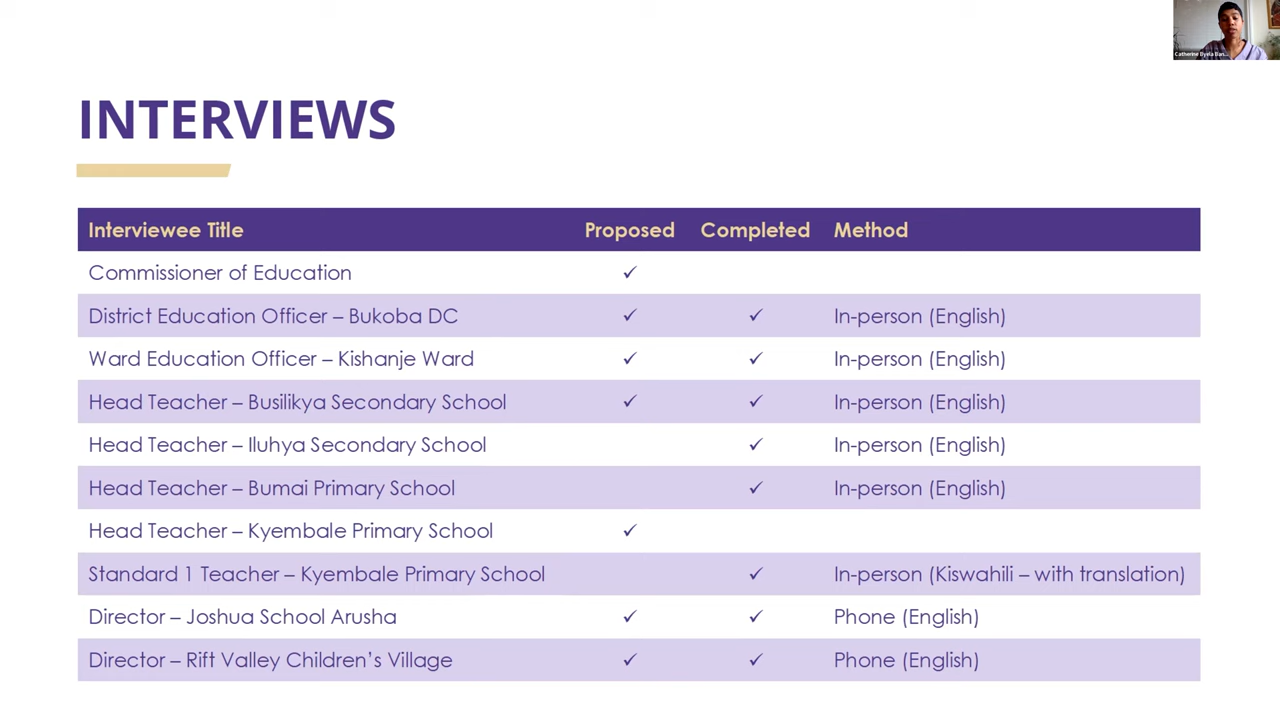 Catherine Byela Ban...
INTERVIEWS
Interviewee Title Proposed Completed Method
Commissioner of Education ✓
District Education Officer – Bukoba DC ✓ ✓ In-person (English)
Ward Education Officer – Kishanje Ward ✓ ✓ In-person (English)
Head Teacher – Busilikya Secondary School ✓ ✓ In-person (English)
Head Teacher – Iluhya Secondary School ✓ In-person (English)
Head Teacher – Bumai Primary School ✓ In-person (English)
Head Teacher – Kyembale Primary School ✓
Standard 1 Teacher – Kyembale Primary School ✓ In-person (Kiswahili – with translation)
Director – Joshua School Arusha ✓ ✓ Phone (English)
Director – Rift Valley Children’s Village ✓ ✓ Phone (English)